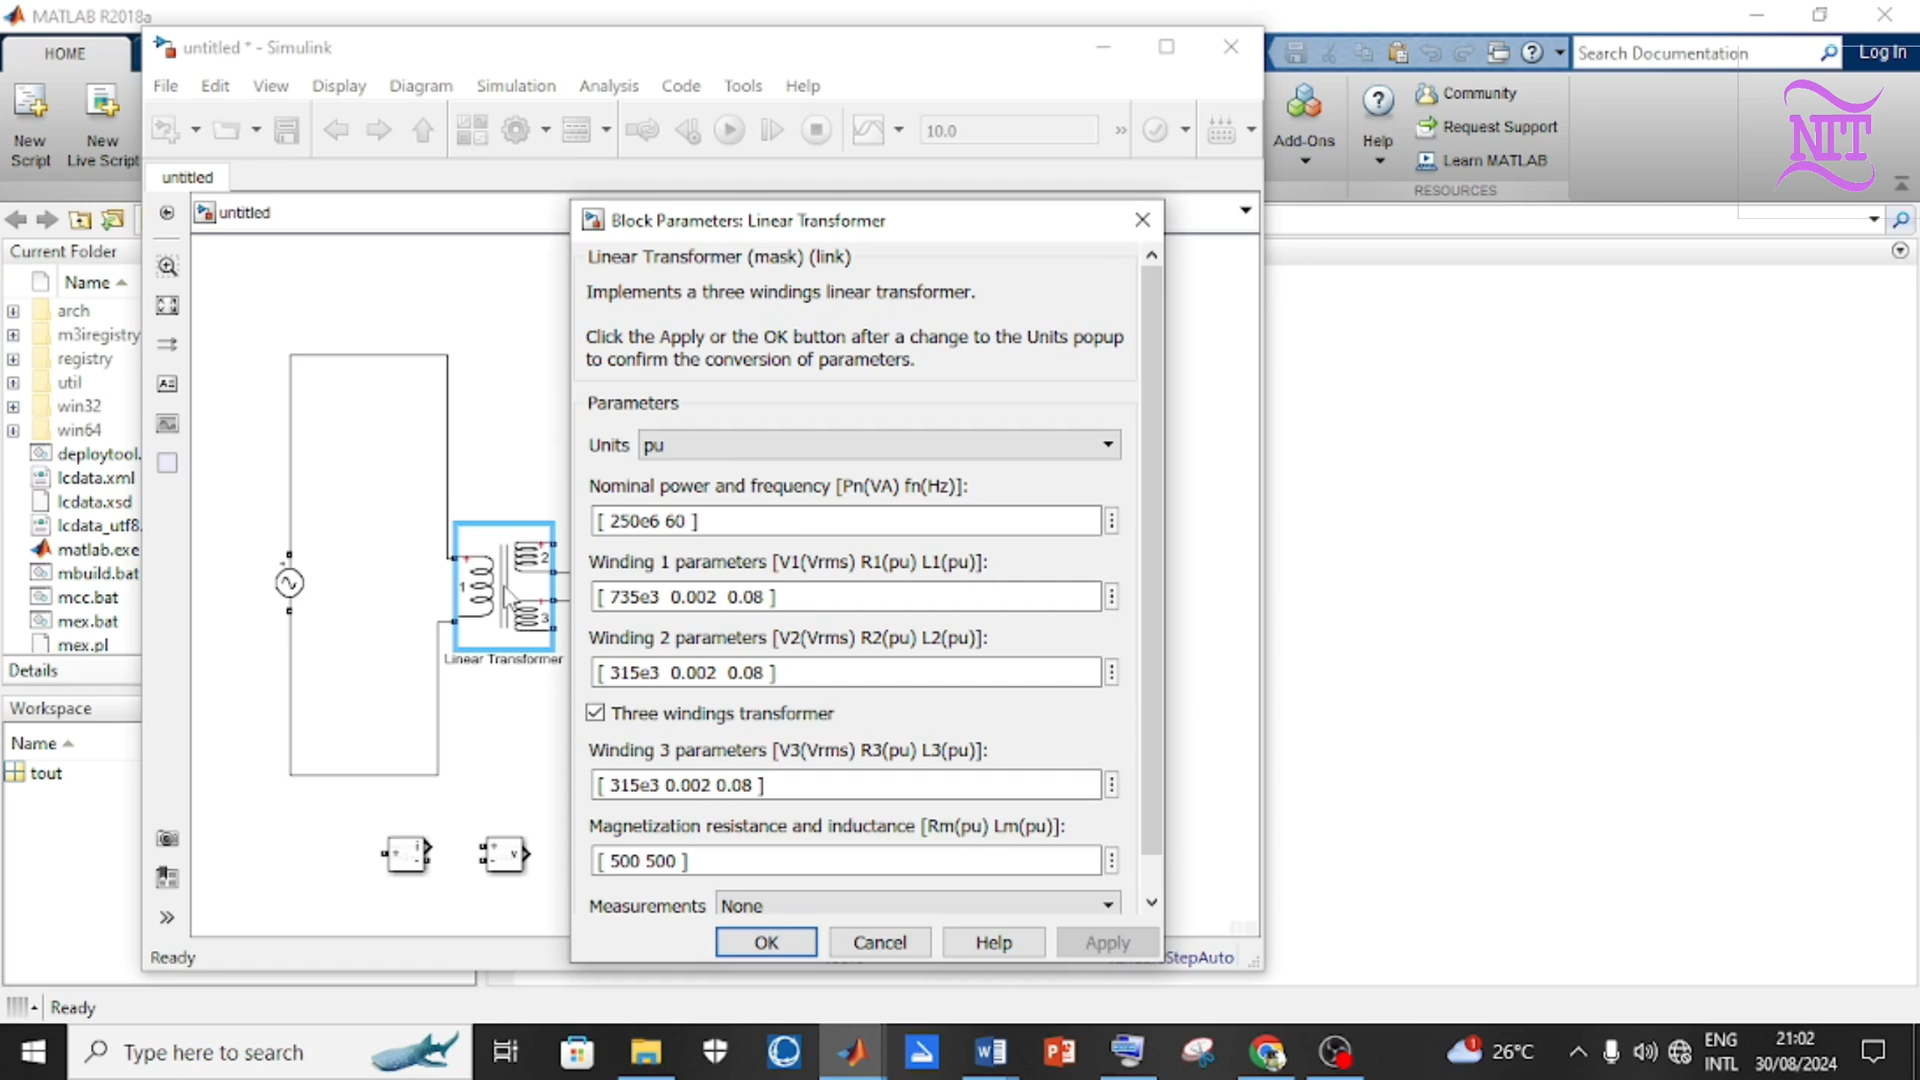 MATLAB R2018a
HOME
New
Script
New
Live Script
untitled * - Simulink
File Edit View Display Diagram Simulation Analysis Code Tools Help
10.0
»
untitled
untitled
Search Documentation
Log In
Add-Ons
Help
Community
Request Support
Learn MATLAB
RESOURCES
NIT
Current Folder
Name
arch
m3iregistry
registry
util
win32
win64
deploytool.
lcdata.xml
lcdata.xsd
lcdata_utf8.
matlab.exe
mbuild.bat
mcc.bat
mex.bat
mex.pl
Details
Workspace
Name
tout
1
2
3
Linear Transformer
i
v
Block Parameters: Linear Transformer
Linear Transformer (mask) (link)
Implements a three windings linear transformer.
Click the Apply or the OK button after a change to the Units popup
to confirm the conversion of parameters.
Parameters
Units pu
Nominal power and frequency [Pn(VA) fn(Hz)]:
[ 250e6 60 ]
Winding 1 parameters [V1(Vrms) R1(pu) L1(pu)]:
[ 735e3 0.002 0.08 ]
Winding 2 parameters [V2(Vrms) R2(pu) L2(pu)]:
[ 315e3 0.002 0.08 ]
Three windings transformer
Winding 3 parameters [V3(Vrms) R3(pu) L3(pu)]:
[ 315e3 0.002 0.08 ]
Magnetization resistance and inductance [Rm(pu) Lm(pu)]:
[ 500 500 ]
Measurements None
OK Cancel Help Apply
Ready
StepAuto
Ready
Type here to search
26°C
ENG
INTL
21:02
30/08/2024